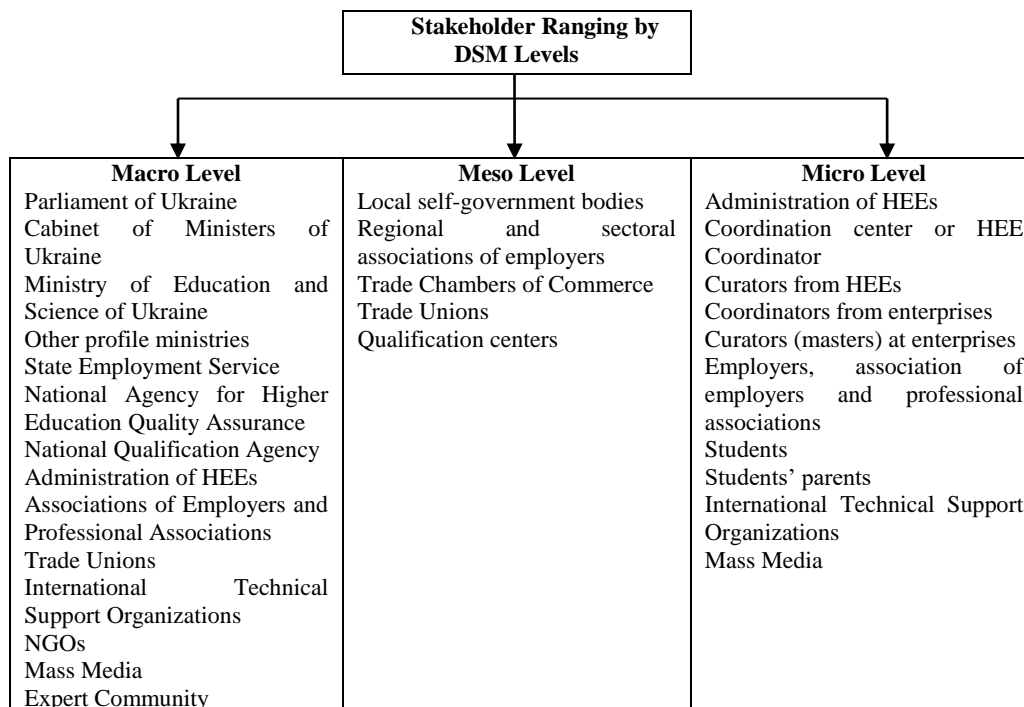 Stakeholder Ranging by
DSM Levels
Macro Level
Parliament of Ukraine
Cabinet of Ministers of
Ukraine
Ministry of Education and
Science of Ukraine
Other profile ministries
State Employment Service
National Agency for Higher
Education Quality Assurance
National Qualification Agency
Administration of HEEs
Associations of Employers and
Professional Associations
Trade Unions
International Technical
Support Organizations
NGOs
Mass Media
Expert Community
Meso Level
Local self-government bodies
Regional and sectoral
associations of employers
Trade Chambers of Commerce
Trade Unions
Qualification centers
Micro Level
Administration of HEEs
Coordination center or HEE
Coordinator
Curators from HEEs
Coordinators from enterprises
Curators (masters) at enterprises
Employers, association of
employers and professional
associations
Students
Students’ parents
International Technical Support
Organizations
Mass Media